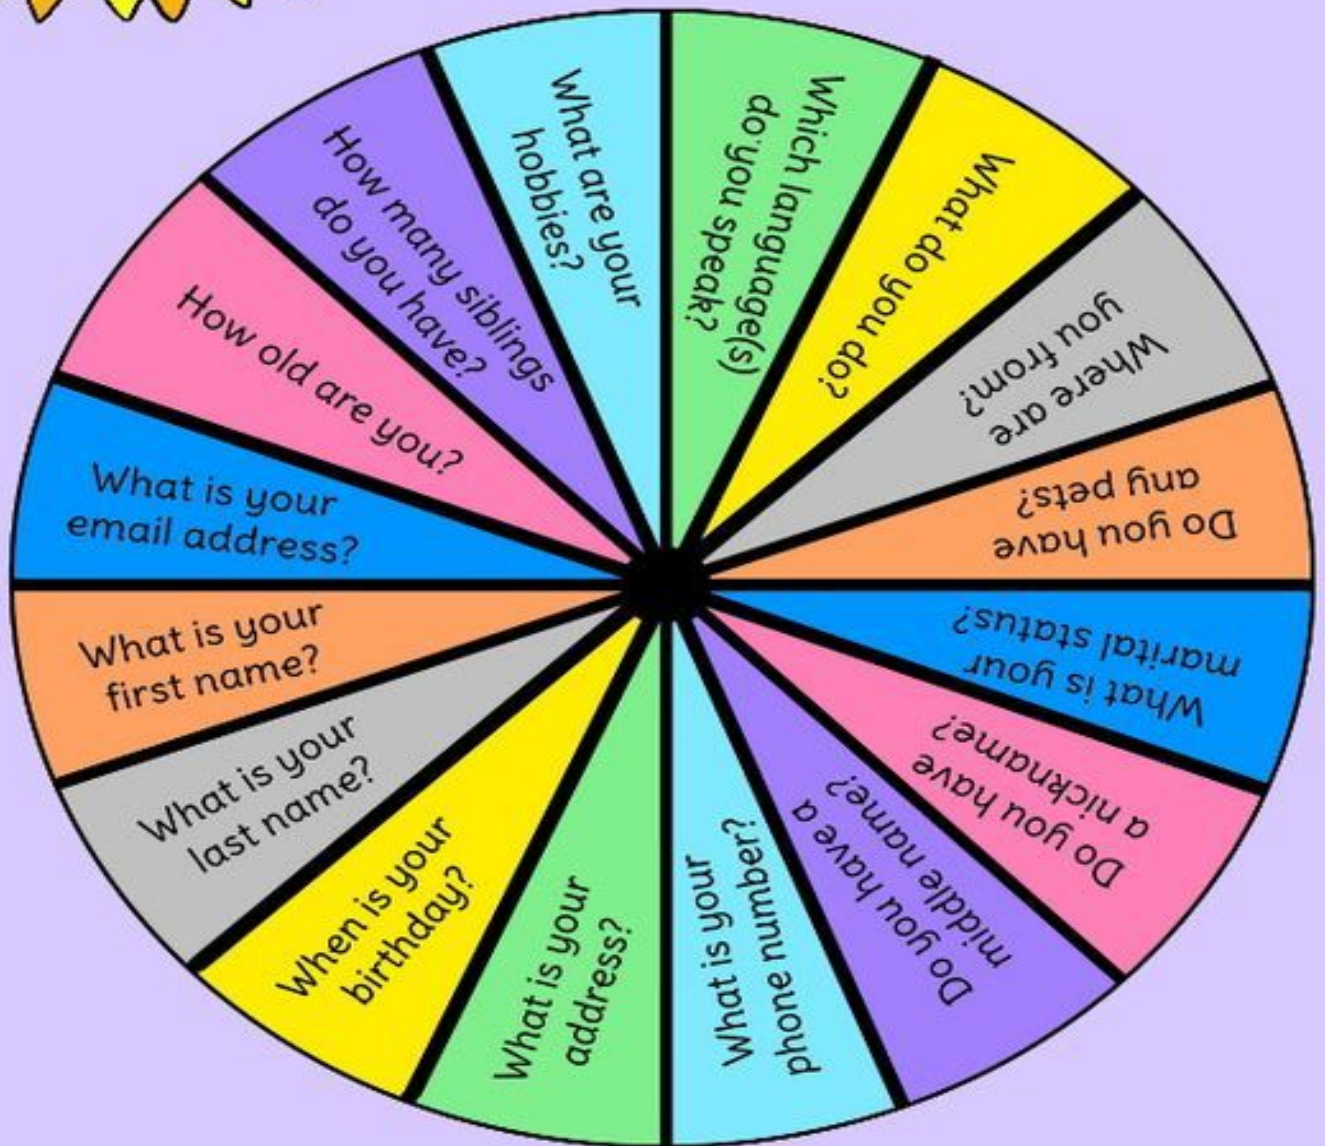 Which language(s)
do you speak?
What do you do?
Where are
you from?
Do you have
any pets?
What is your
marital status?
Do you have
a nickname?
Do you have a
middle name?
What is your
phone number?
What is your
address?
When is your
birthday?
What is your
last name?
What is your
first name?
What is your
email address?
How old are you?
How many siblings
do you have?
What are your
hobbies?